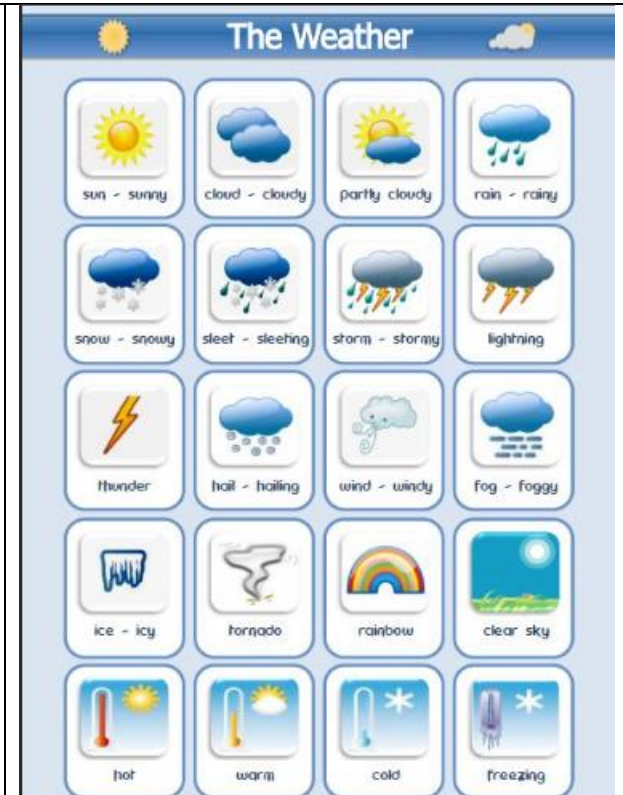 The Weather
sun - sunny
cloud - cloudy
partly cloudy
rain - rainy
snow - snowy
sleet - sleeting
storm - stormy
lightning
thunder
hail - hailing
wind - windy
fog - foggy
ice - icy
tornado
rainbow
clear sky
hot
warm
cold
freezing